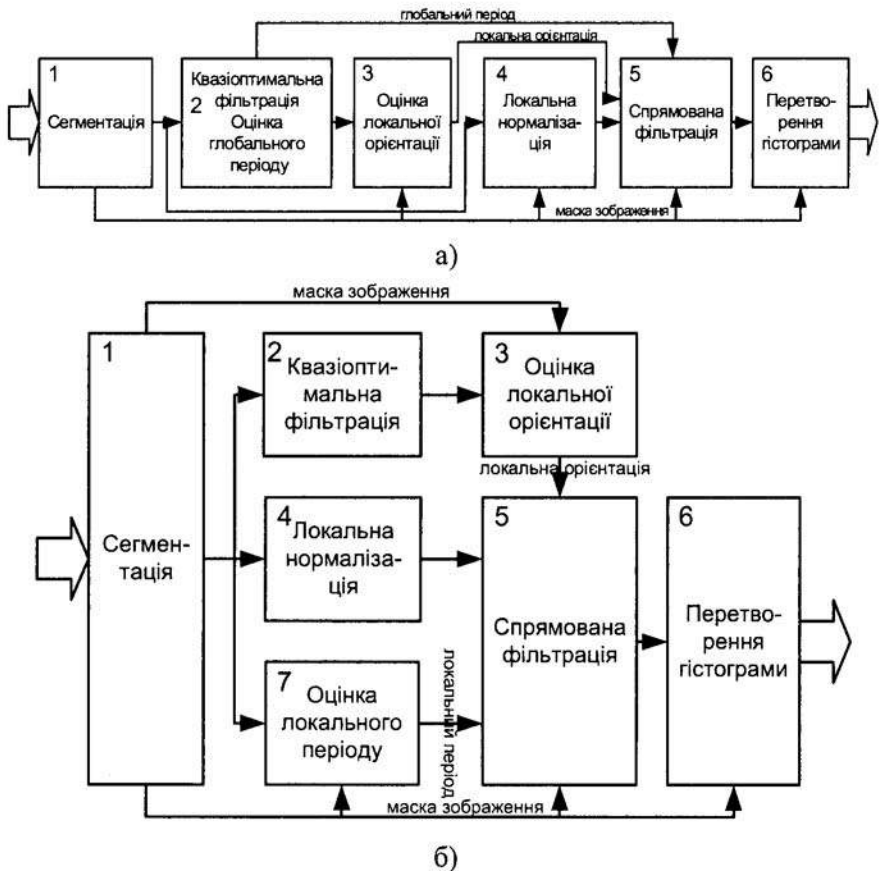 глобальний період
локальна орієнтація
1
Сегментація
2
Квазіоптимальна
фільтрація
Оцінка
глобального
періоду
3
Оцінка
локальної
орієнтації
4
Локальна
нормаліза-
ція
5
Спрямована
фільтрація
6
Перетво-
рення
гістограми
маска зображення
а)
маска зображення
1
Сегмен-
тація
2
Квазіопти-
мальна
фільтрація
3
Оцінка
локальної
орієнтації
локальна орієнтація
4
Локальна
нормаліза-
ція
5
Спрямована
фільтрація
6
Перетво-
рення
гістограми
7
Оцінка
локального
періоду
локальний період
маска зображення
б)